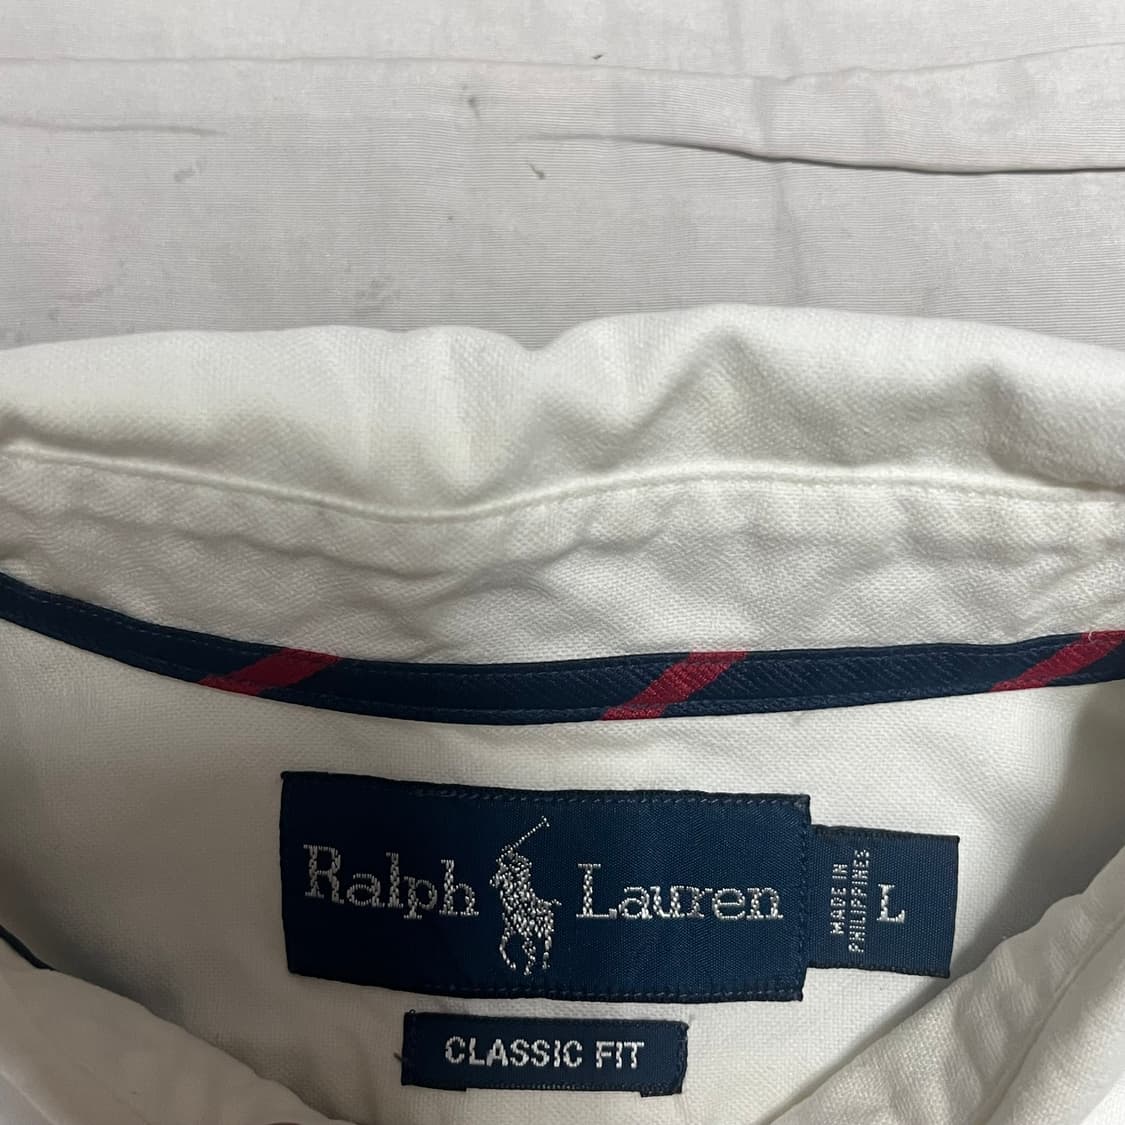 Ralph Lauren
MADE IN
PHILIPPINES
L
CLASSIC FIT